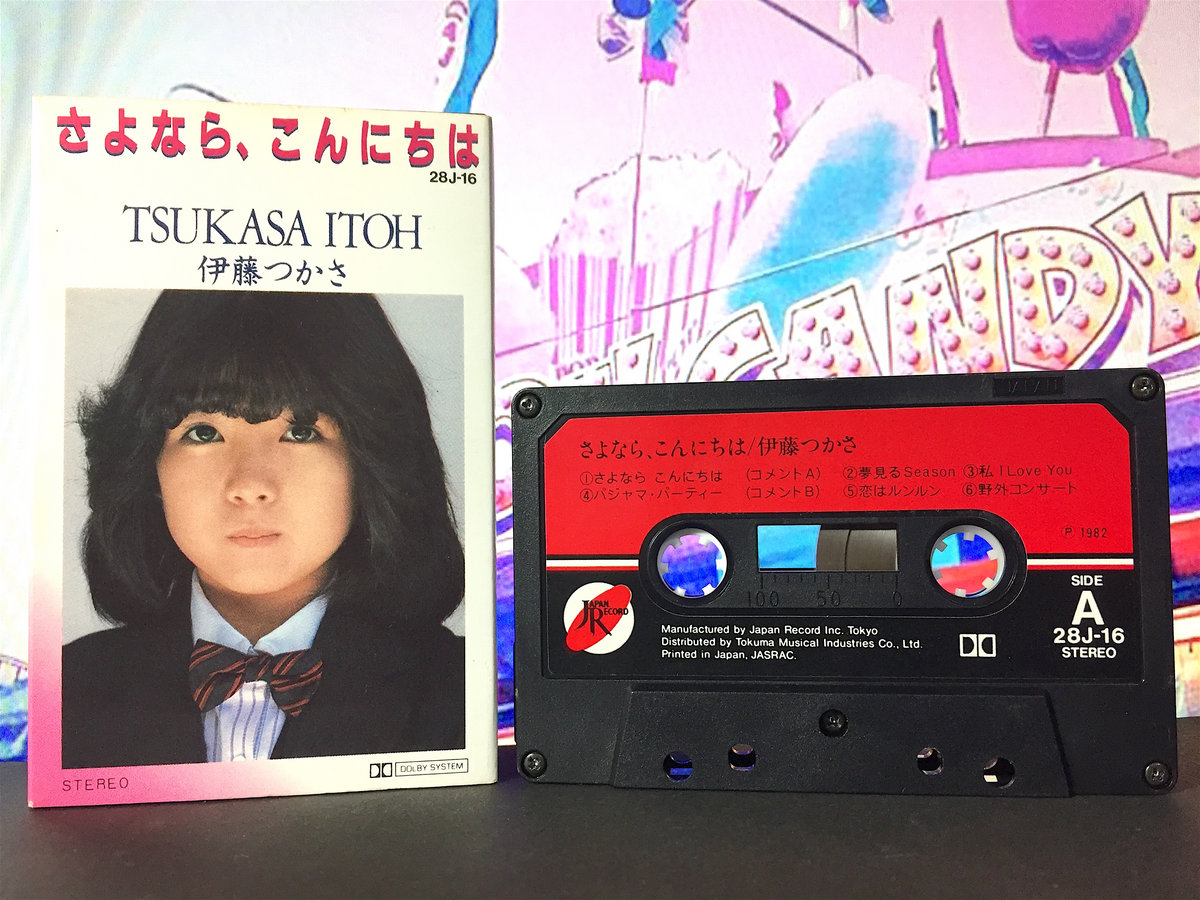 さよなら、こんにちは
28J-16
TSUKASA ITOH
伊藤つかさ
STEREO
DOLBY SYSTEM
さよなら、こんにちは/伊藤つかさ
①さよなら こんにちは (コメントA) ②夢見るSeason ③私 I Love You
④パジャマ・パーティー (コメントB) ⑤恋はルンルン ⑥野外コンサート
Ⓟ 1982
100 50 0
JAPAN RECORD
Manufactured by Japan Record Inc. Tokyo
Distributed by Tokuma Musical Industries Co., Ltd.
Printed in Japan, JASRAC.
SIDE
A
28J-16
STEREO
CANDY